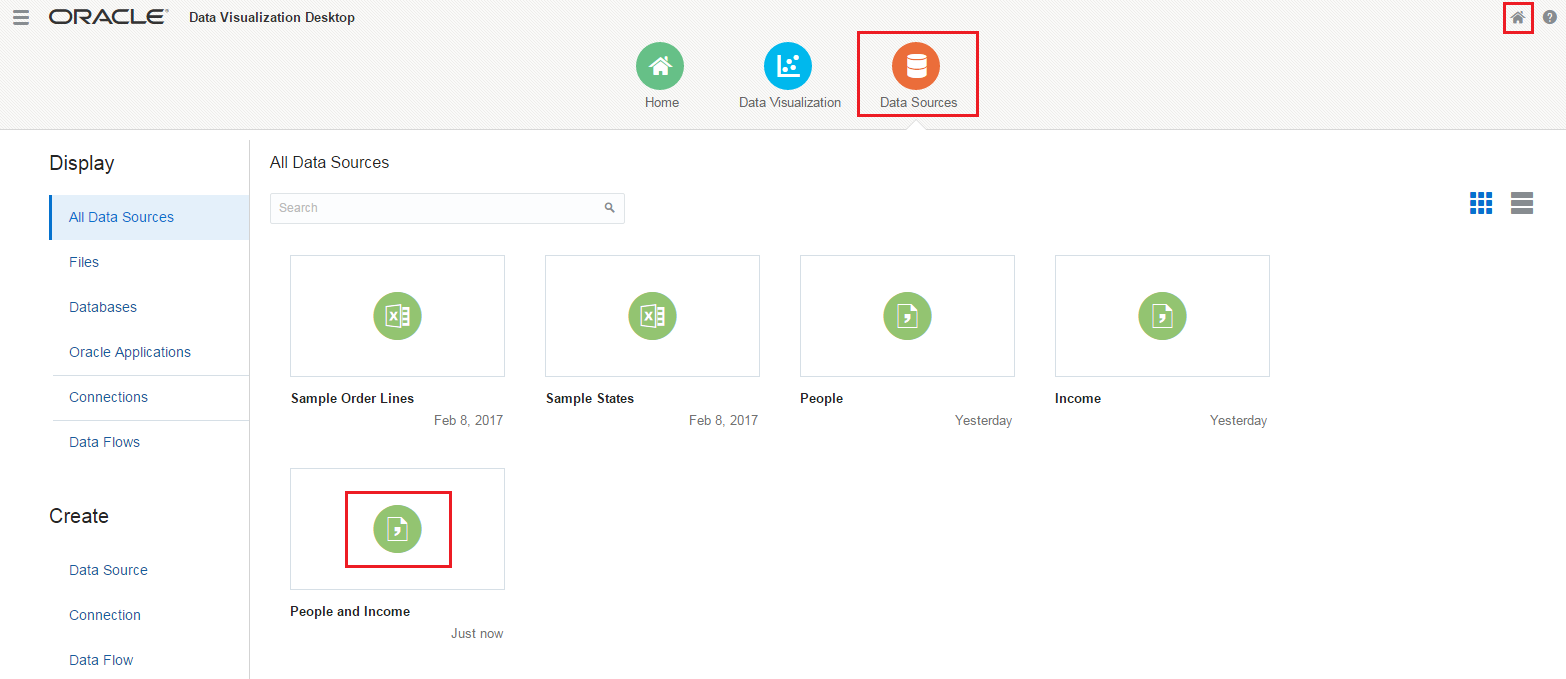 ORACLE® Data Visualization Desktop
?
Home
Data Visualization
Data Sources
Display
All Data Sources
Files
Databases
Oracle Applications
Connections
Data Flows
Create
Data Source
Connection
Data Flow
All Data Sources
Search
Sample Order Lines
Feb 8, 2017
Sample States
Feb 8, 2017
People
Yesterday
Income
Yesterday
People and Income
Just now